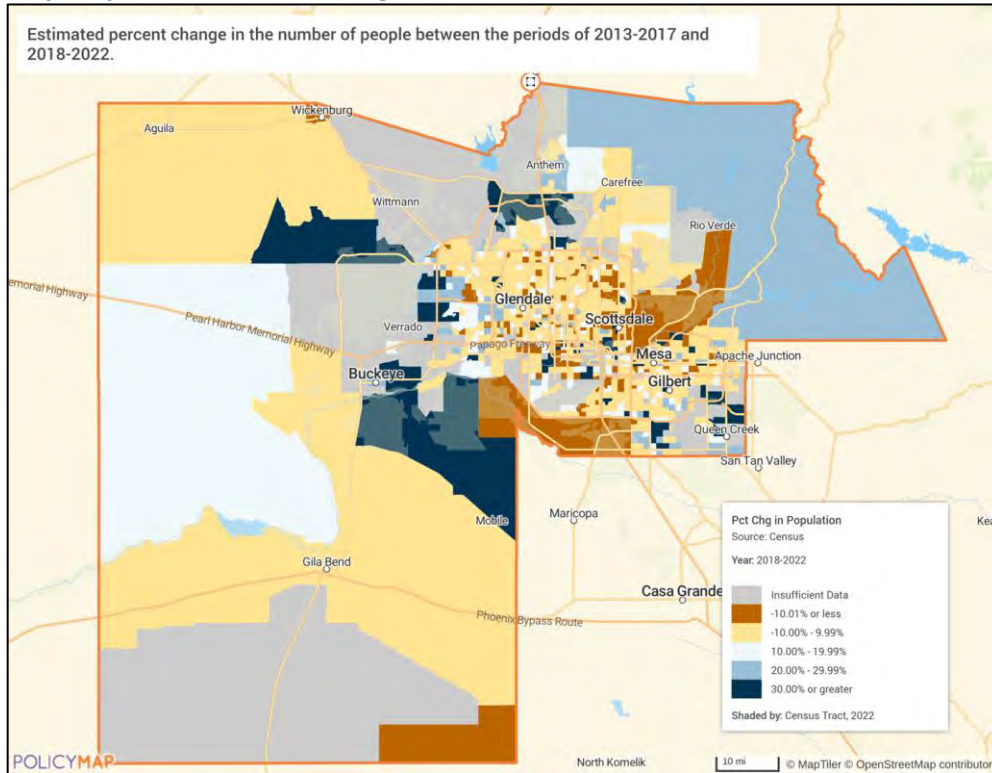 Estimated percent change in the number of people between the periods of 2013-2017 and
2018-2022.
Wickenburg
Aguila
Anthem
Carefree
Wittmann
Rio Verde
emorial Highway
Glendale
Pearl Harbor Memorial Highway
Scottsdale
Verrado
Papago Freeway
Mesa
Apache Junction
Buckeye
Gilbert
Queen Creek
San Tan Valley
Mobile
Maricopa
Kea
Gila Bend
Casa Grande
Phoenix Bypass Route
Pct Chg in Population
Source: Census
Year: 2018-2022
Insufficient Data
-10.01% or less
-10.00% - 9.99%
10.00% - 19.99%
20.00% - 29.99%
30.00% or greater
Shaded by: Census Tract, 2022
POLICYMAP
North Komelik
10 mi
© MapTiler © OpenStreetMap contributor